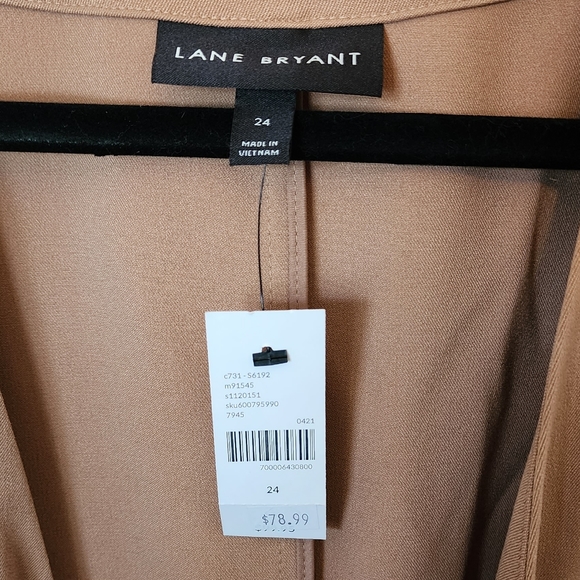 LANE BRYANT
24
MADE IN
VIETNAM
c731 - S6192
m91545
s1120151
sku600795990
7945
0421
700006430800
24
$78.99